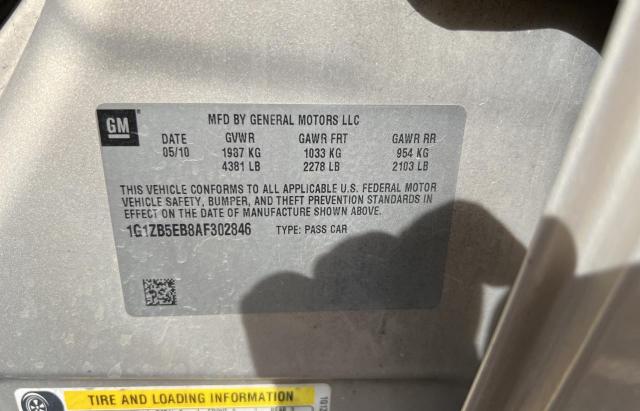 GM
MFD BY GENERAL MOTORS LLC
DATE GVWR GAWR FRT GAWR RR
05/10 1987 KG 1033 KG 954 KG
4381 LB 2278 LB 2103 LB
THIS VEHICLE CONFORMS TO ALL APPLICABLE U.S. FEDERAL MOTOR
VEHICLE SAFETY, BUMPER, AND THEFT PREVENTION STANDARDS IN
EFFECT ON THE DATE OF MANUFACTURE SHOWN ABOVE.
1G1ZB5EB8AF302846 TYPE: PASS CAR
TIRE AND LOADING INFORMATION